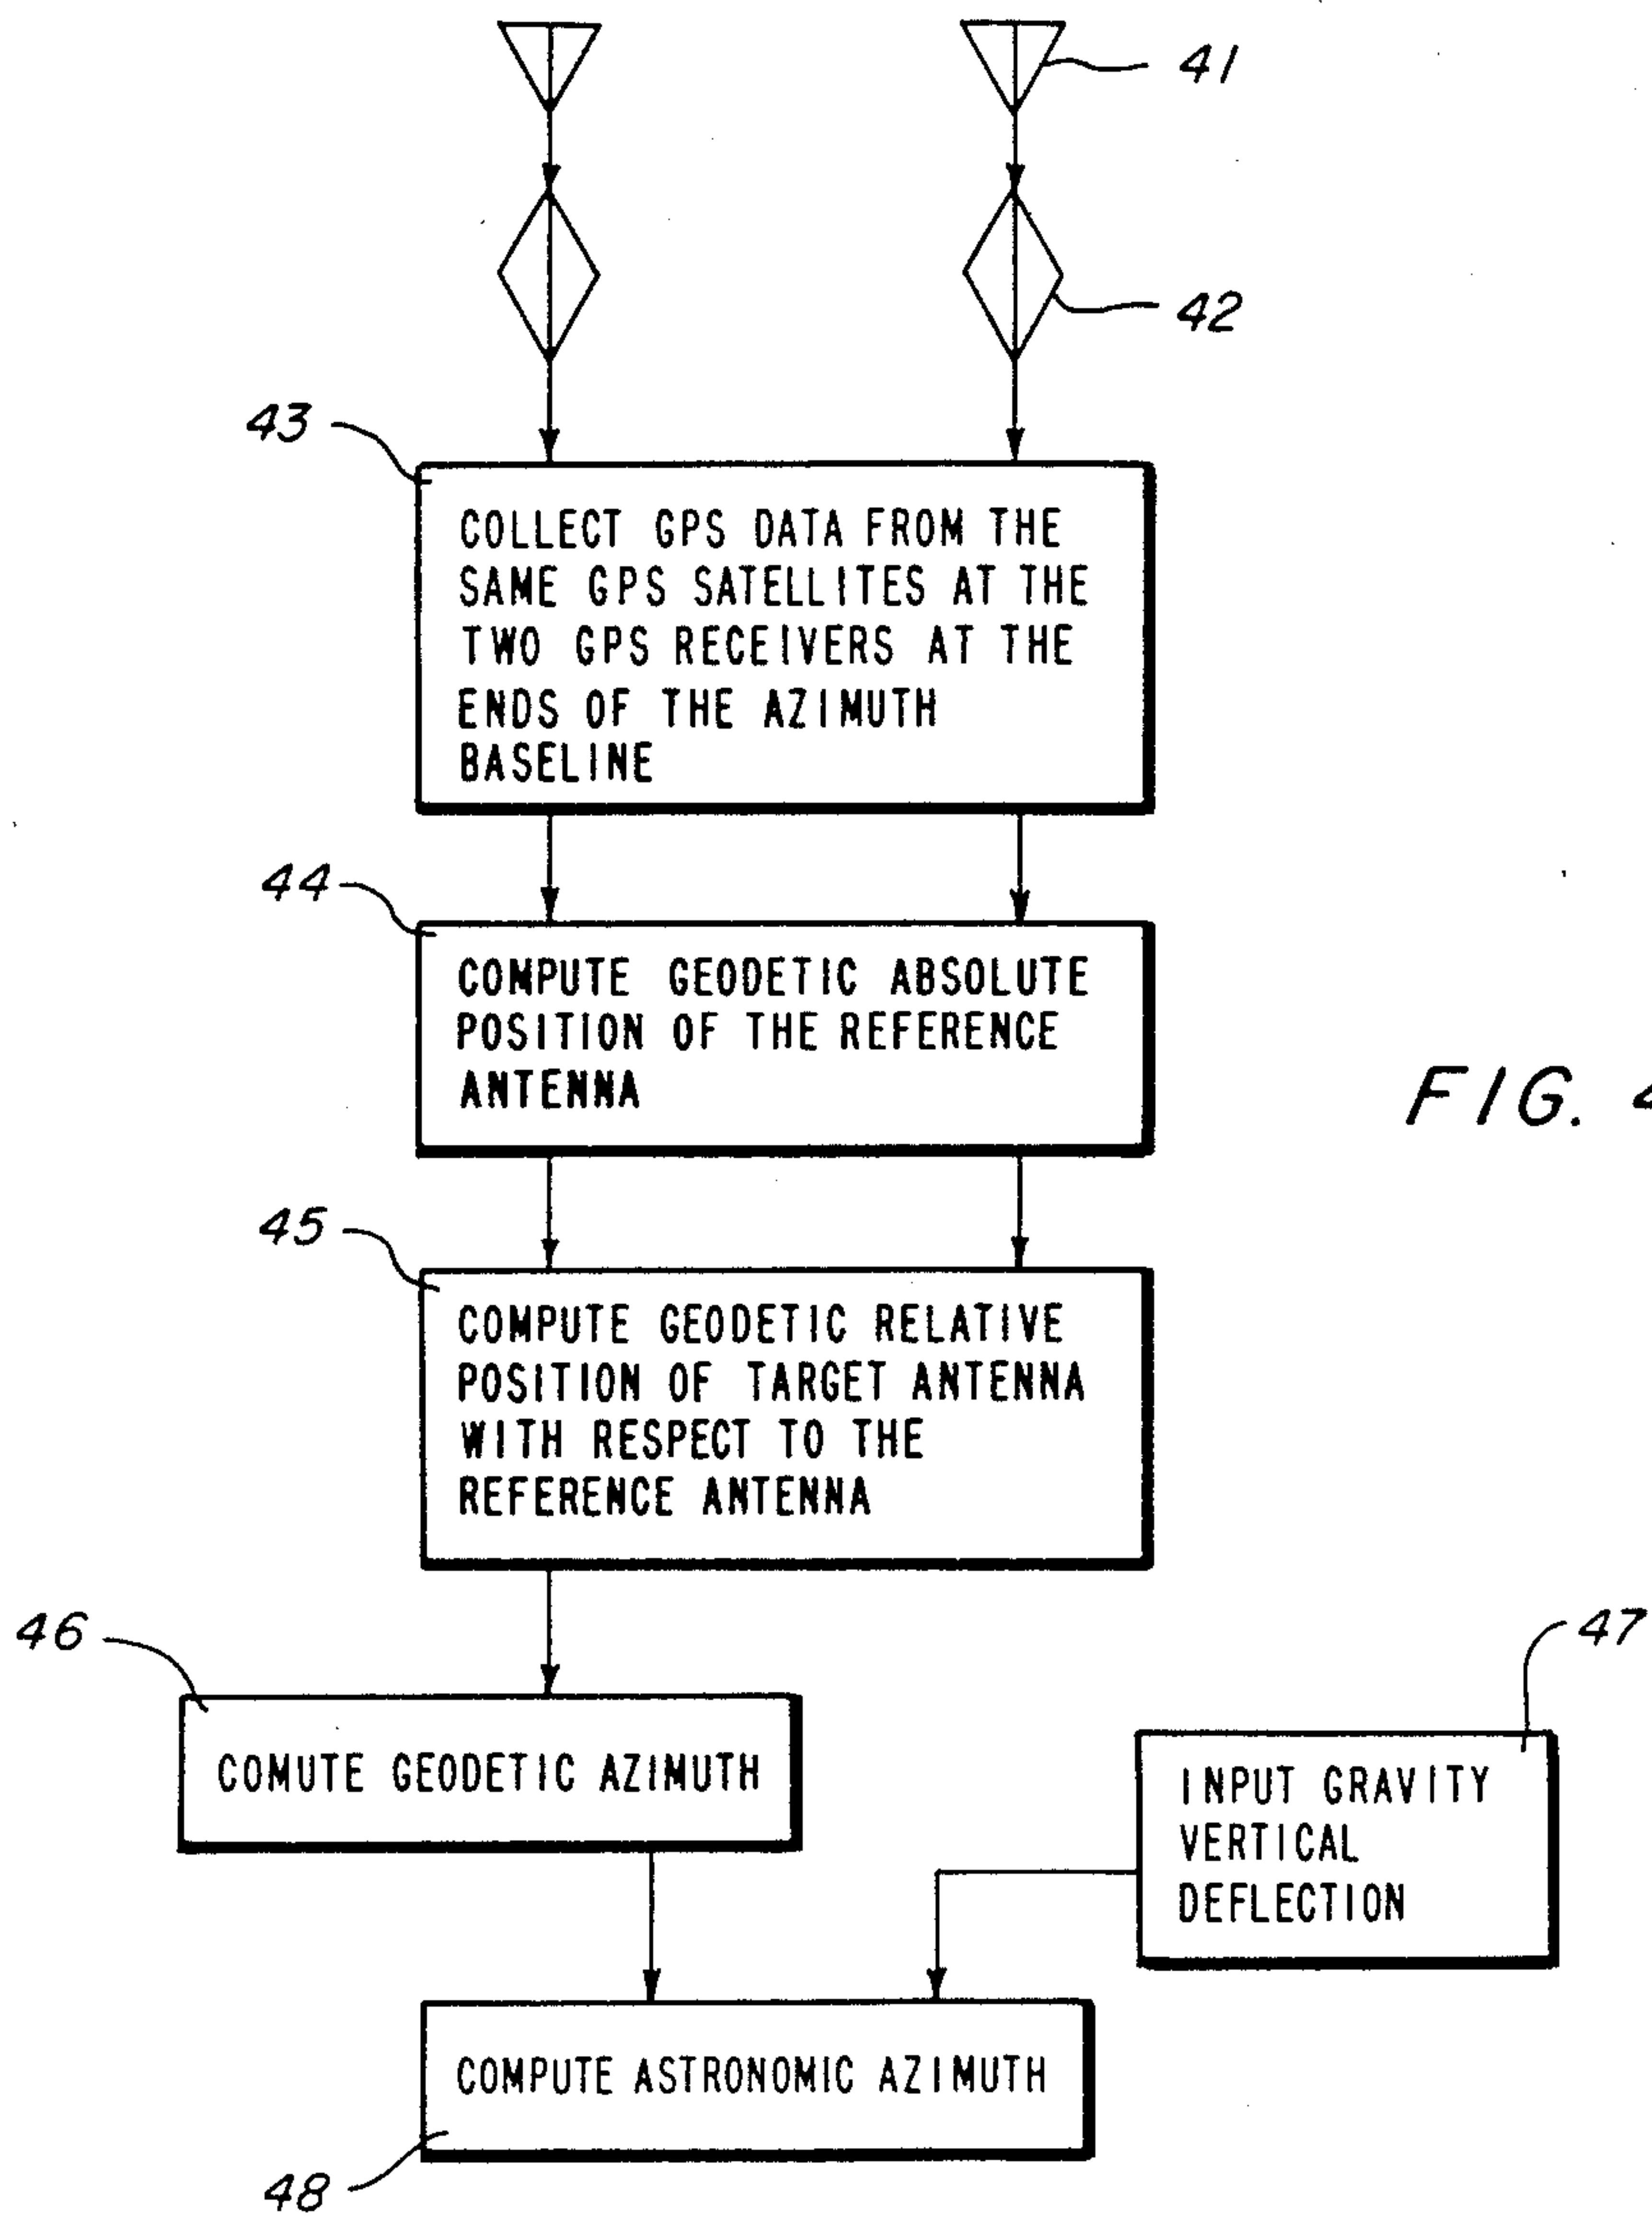 41
42
43
COLLECT GPS DATA FROM THE
SAME GPS SATELLITES AT THE
TWO GPS RECEIVERS AT THE
ENDS OF THE AZIMUTH
BASELINE
44
COMPUTE GEODETIC ABSOLUTE
POSITION OF THE REFERENCE
ANTENNA
FIG.
45
COMPUTE GEODETIC RELATIVE
POSITION OF TARGET ANTENNA
WITH RESPECT TO THE
REFERENCE ANTENNA
46
COMUTE GEODETIC AZIMUTH
47
INPUT GRAVITY
VERTICAL
DEFLECTION
COMPUTE ASTRONOMIC AZIMUTH
48